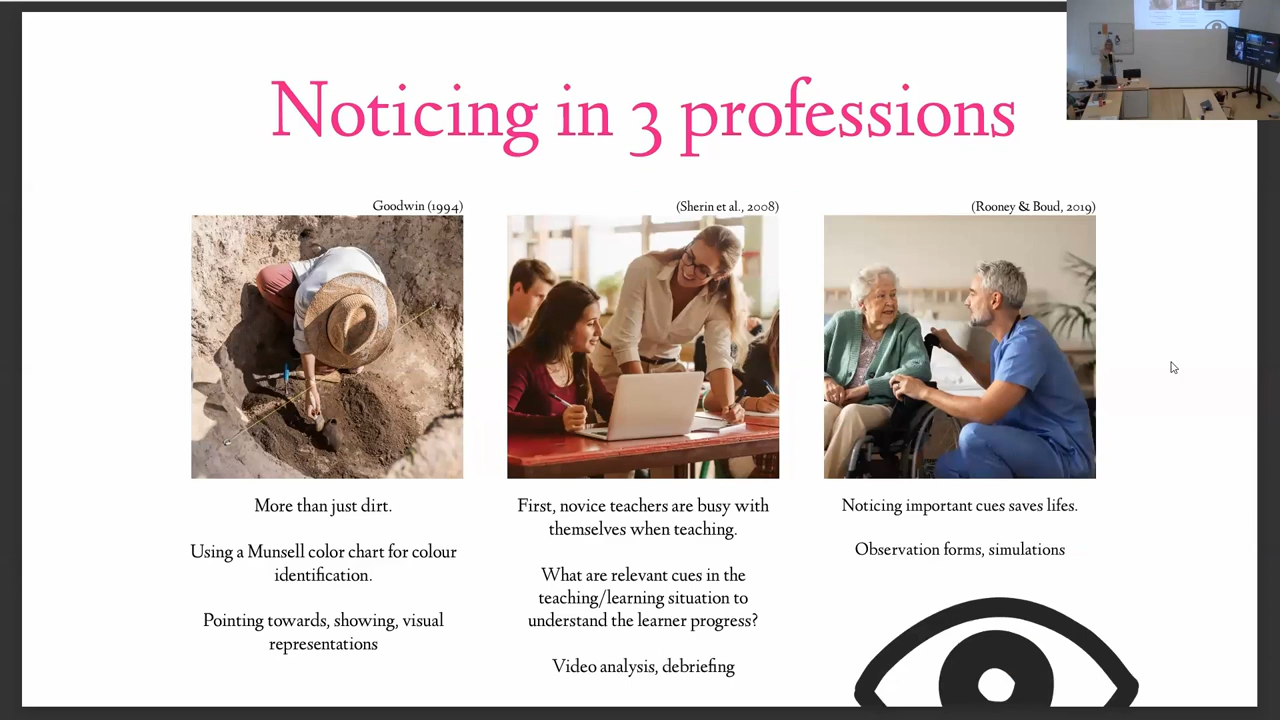 Noticing in 3 professions
Goodwin (1994)
More than just dirt.
Using a Munsell color chart for colour
identification.
Pointing towards, showing, visual
representations
(Sherin et al., 2008)
First, novice teachers are busy with
themselves when teaching.
What are relevant cues in the
teaching/learning situation to
understand the learner progress?
Video analysis, debriefing
(Rooney & Boud, 2019)
Noticing important cues saves lifes.
Observation forms, simulations